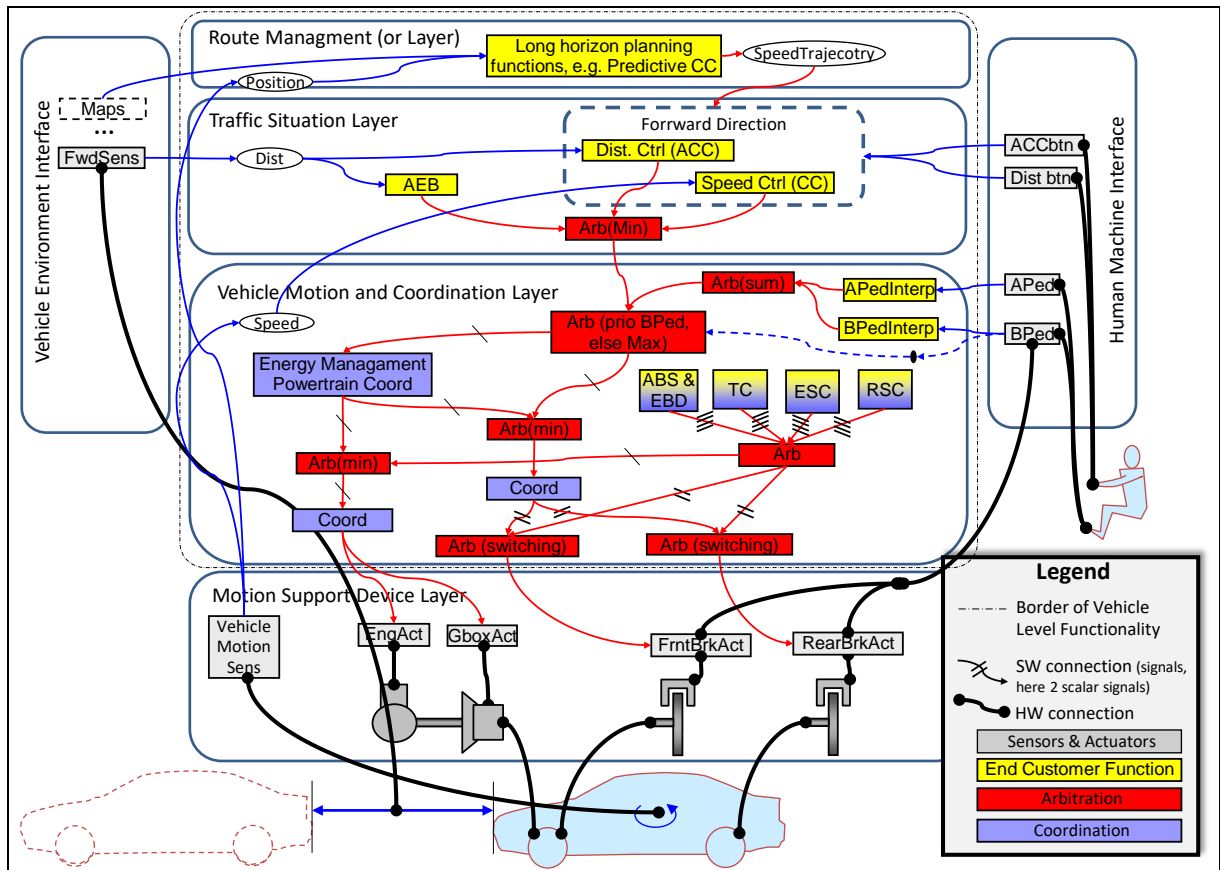 Route Managment (or Layer)
Long horizon planning
functions, e.g. Predictive CC
SpeedTrajecotry
Position
Vehicle Environment Interface
Maps
...
FwdSens
Traffic Situation Layer
Forrward Direction
Dist
Dist. Ctrl (ACC)
AEB
Speed Ctrl (CC)
Arb(Min)
Human Machine Interface
ACCbtn
Dist btn
APed
BPed
Vehicle Motion and Coordination Layer
Arb(sum)
APedInterp
BPedInterp
Speed
Arb (prio BPed,
else Max)
Energy Managament
Powertrain Coord
ABS &
EBD
TC
ESC
RSC
Arb(min)
Arb(min)
Arb
Coord
Coord
Arb (switching)
Arb (switching)
Motion Support Device Layer
Vehicle
Motion
Sens
EngAct
GboxAct
FrntBrkAct
RearBrkAct
Legend
Border of Vehicle
Level Functionality
SW connection (signals,
here 2 scalar signals)
HW connection
Sensors & Actuators
End Customer Function
Arbitration
Coordination